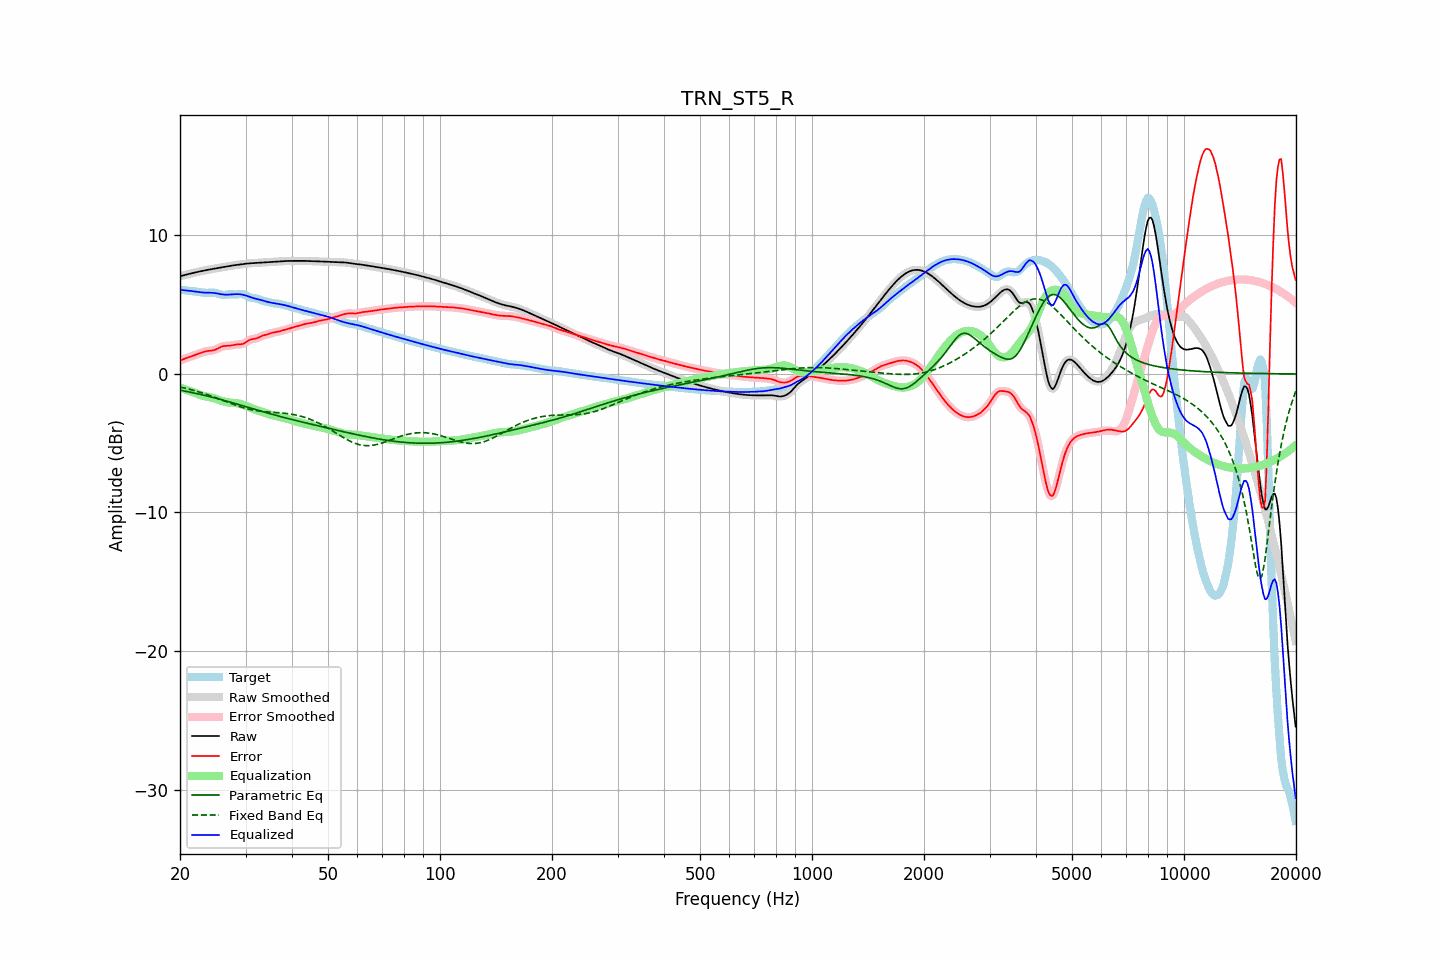 TRN_ST5_R
Amplitude (dBr)
10
0
−10
−20
−30
Target
Raw Smoothed
Error Smoothed
Raw
Error
Equalization
Parametric Eq
Fixed Band Eq
Equalized
20 50 100 200 500 1000 2000 5000 10000 20000
Frequency (Hz)